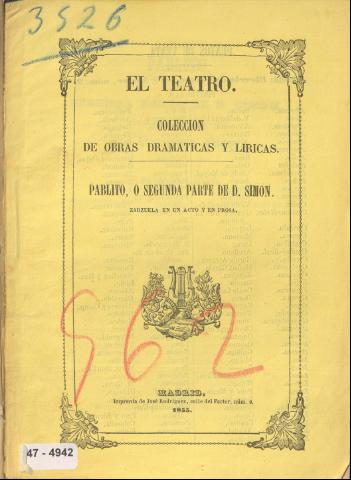 3526
EL TEATRO.
COLECCION
DE OBRAS DRAMATICAS Y LIRICAS.
PABLITO, O SEGUNDA PARTE DE D. SIMON.
ZARZUELA EN UN ACTO Y EN PROSA.
962
MADRID.
Imprenta de José Rodriguez, calle del Factor, núm. 9.
1855.
47 - 4942